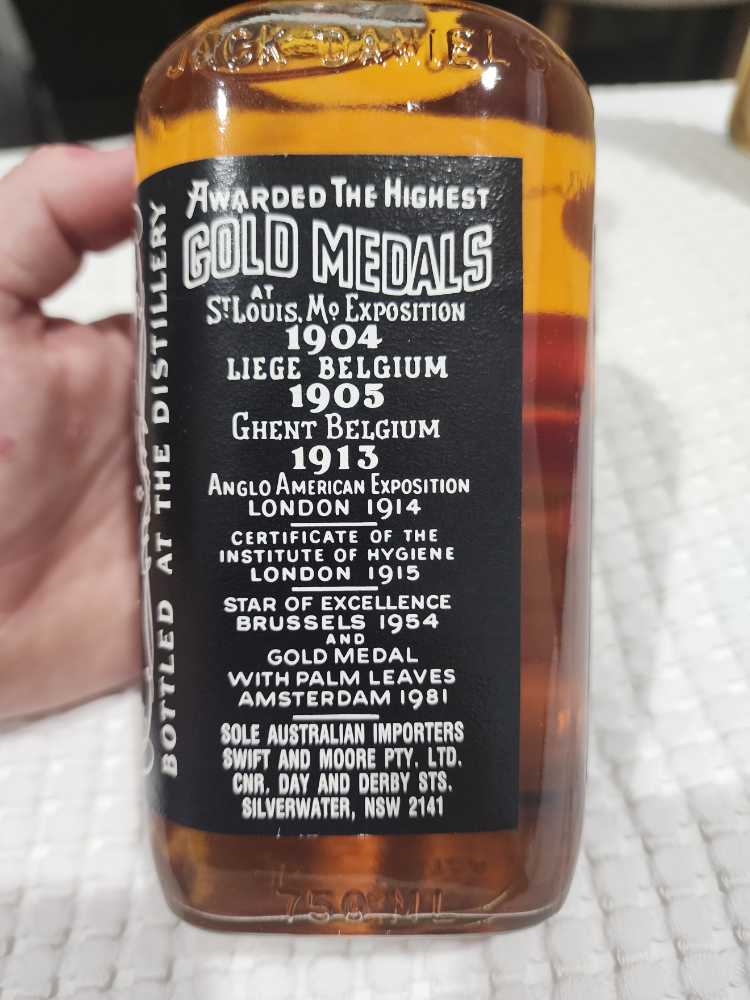 JACK DANIEL'S
AWARDED THE HIGHEST
GOLD MEDALS
AT
ST LOUIS, MO EXPOSITION
1904
LIEGE BELGIUM
1905
GHENT BELGIUM
1913
ANGLO AMERICAN EXPOSITION
LONDON 1914
CERTIFICATE OF THE
INSTITUTE OF HYGIENE
LONDON 1915
STAR OF EXCELLENCE
BRUSSELS 1954
AND
GOLD MEDAL
WITH PALM LEAVES
AMSTERDAM 1981
SOLE AUSTRALIAN IMPORTERS
SWIFT AND MOORE PTY. LTD.
CNR. DAY AND DERBY STS.
SILVERWATER, NSW 2141
BOTTLED AT THE DISTILLERY
750 ML